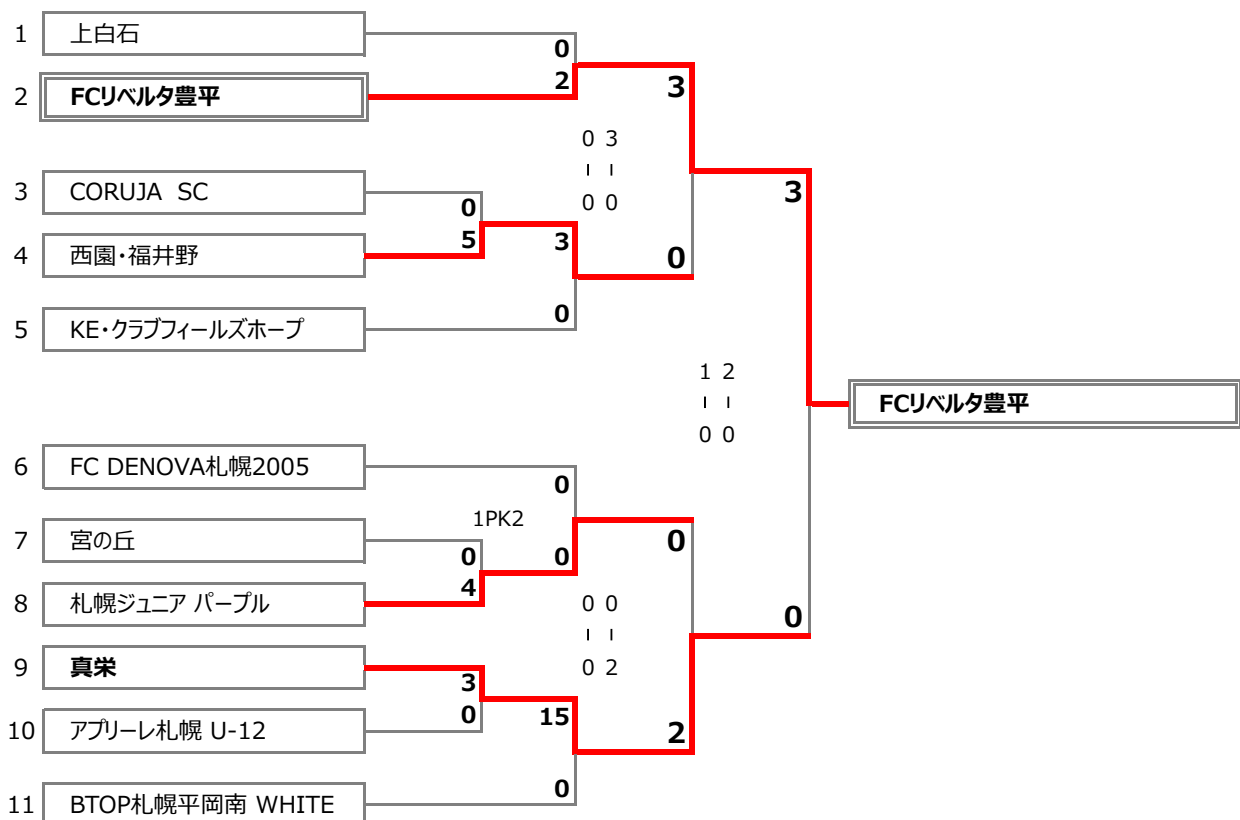 1 上白石
0
2 FCリベルタ豊平
2
3
0 3
- -
0 0
3 CORUJA SC
0
3
4 西園・福井野
5
3
0
5 KE・クラブフィールズホープ
0
1 2
- -
0 0
FCリベルタ豊平
6 FC DENOVA札幌2005
0
1PK2
7 宮の丘
0
0
0
8 札幌ジュニア パープル
4
0 0
- -
0 2
0
9 真栄
3
10 アプリーレ札幌 U-12
0
15
2
11 BTOP札幌平岡南 WHITE
0